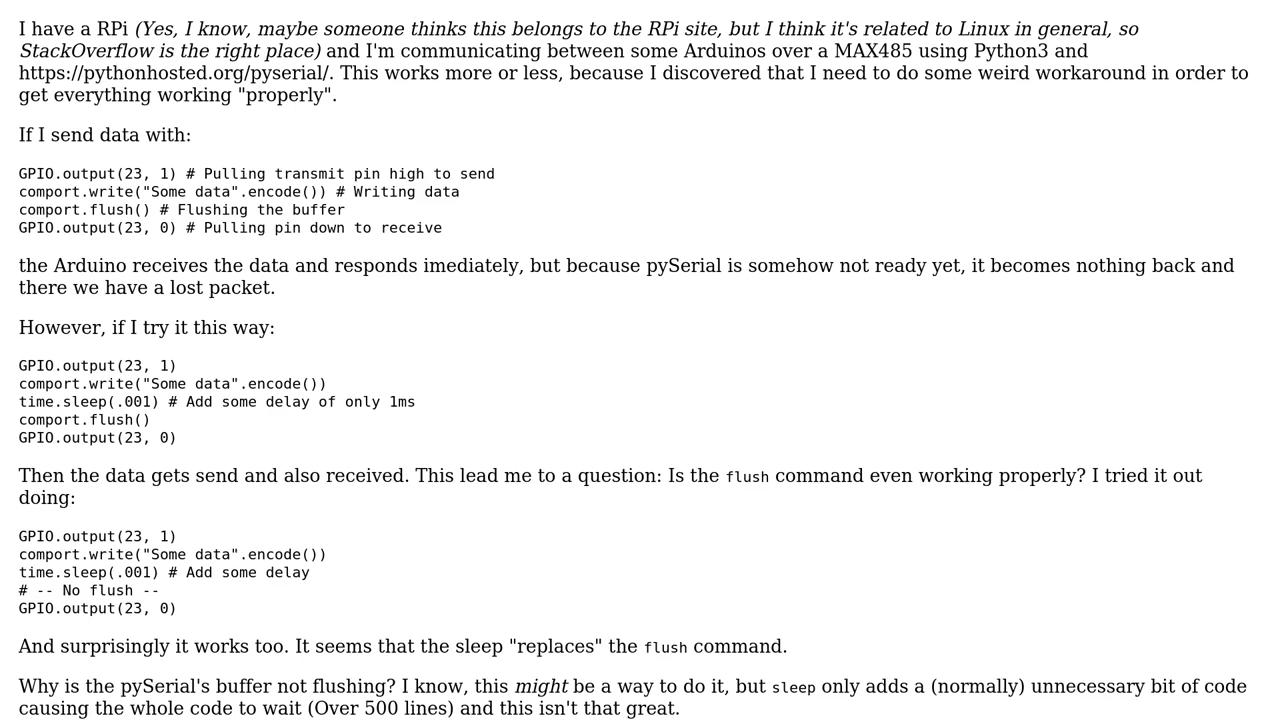 I have a RPi (Yes, I know, maybe someone thinks this belongs to the RPi site, but I think it's related to Linux in general, so
StackOverflow is the right place) and I'm communicating between some Arduinos over a MAX485 using Python3 and
https://pythonhosted.org/pyserial/. This works more or less, because I discovered that I need to do some weird workaround in order to
get everything working "properly".
If I send data with:
GPIO.output(23, 1) # Pulling transmit pin high to send
comport.write("Some data".encode()) # Writing data
comport.flush() # Flushing the buffer
GPIO.output(23, 0) # Pulling pin down to receive
the Arduino receives the data and responds imediately, but because pySerial is somehow not ready yet, it becomes nothing back and
there we have a lost packet.
However, if I try it this way:
GPIO.output(23, 1)
comport.write("Some data".encode())
time.sleep(.001) # Add some delay of only 1ms
comport.flush()
GPIO.output(23, 0)
Then the data gets send and also received. This lead me to a question: Is the flush command even working properly? I tried it out
doing:
GPIO.output(23, 1)
comport.write("Some data".encode())
time.sleep(.001) # Add some delay
# -- No flush --
GPIO.output(23, 0)
And surprisingly it works too. It seems that the sleep "replaces" the flush command.
Why is the pySerial's buffer not flushing? I know, this might be a way to do it, but sleep only adds a (normally) unnecessary bit of code
causing the whole code to wait (Over 500 lines) and this isn't that great.